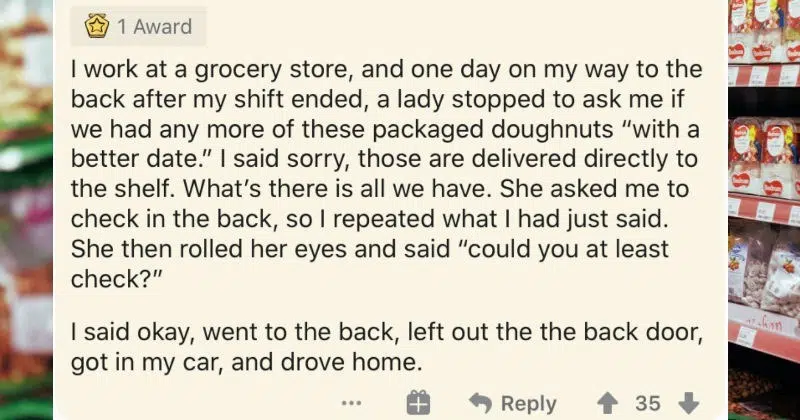 1 Award
I work at a grocery store, and one day on my way to the
back after my shift ended, a lady stopped to ask me if
we had any more of these packaged doughnuts “with a
better date.” I said sorry, those are delivered directly to
the shelf. What’s there is all we have. She asked me to
check in the back, so I repeated what I had just said.
She then rolled her eyes and said “could you at least
check?”
I said okay, went to the back, left out the the back door,
got in my car, and drove home.
Reply 35